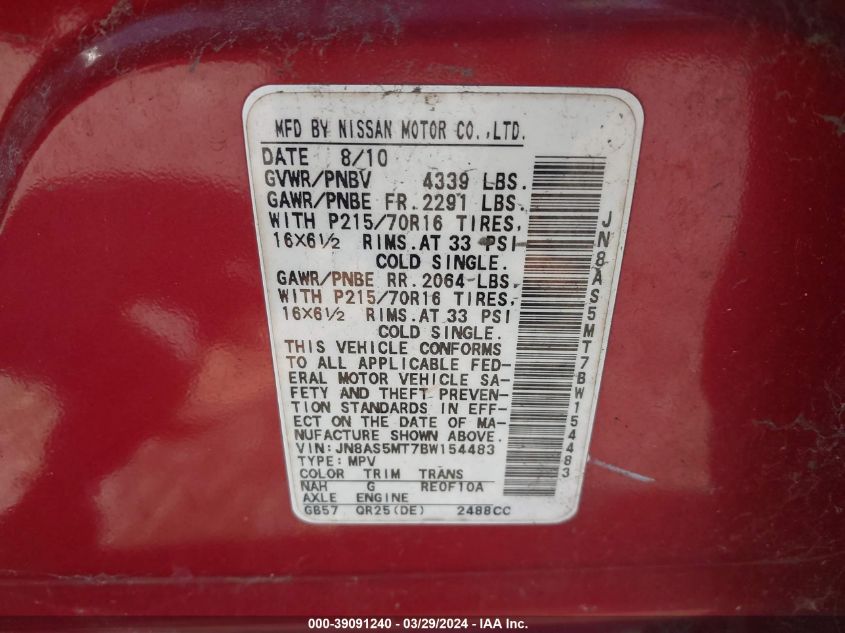 MFD BY NISSAN MOTOR CO.,LTD.
DATE 8/10
GVWR/PNBV 4339 LBS.
GAWR/PNBE FR.2291 LBS.
WITH P215/70R16 TIRES,
16X6½ RIMS.AT 33 PSI
COLD SINGLE.
GAWR/PNBE RR.2064 LBS.
WITH P215/70R16 TIRES,
16X6½ RIMS.AT 33 PSI
COLD SINGLE.
THIS VEHICLE CONFORMS
TO ALL APPLICABLE FED-
ERAL MOTOR VEHICLE SA-
FETY AND THEFT PREVEN-
TION STANDARDS IN EFF-
ECT ON THE DATE OF MA-
NUFACTURE SHOWN ABOVE.
VIN:JN8AS5MT7BW154483
TYPE:MPV
COLOR TRIM TRANS
NAH G RE0F10A
AXLE ENGINE
GB57 QR25(DE) 2488CC
JN8AS5MT7BW154483
000-39091240 - 03/29/2024 - IAA Inc.